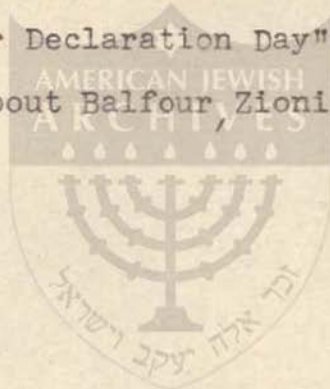 r Declaration Day"
AMERICAN JEWISH
bout Balfour, Zioni
ARCHIVES
זכר אלה יעקב וישראל